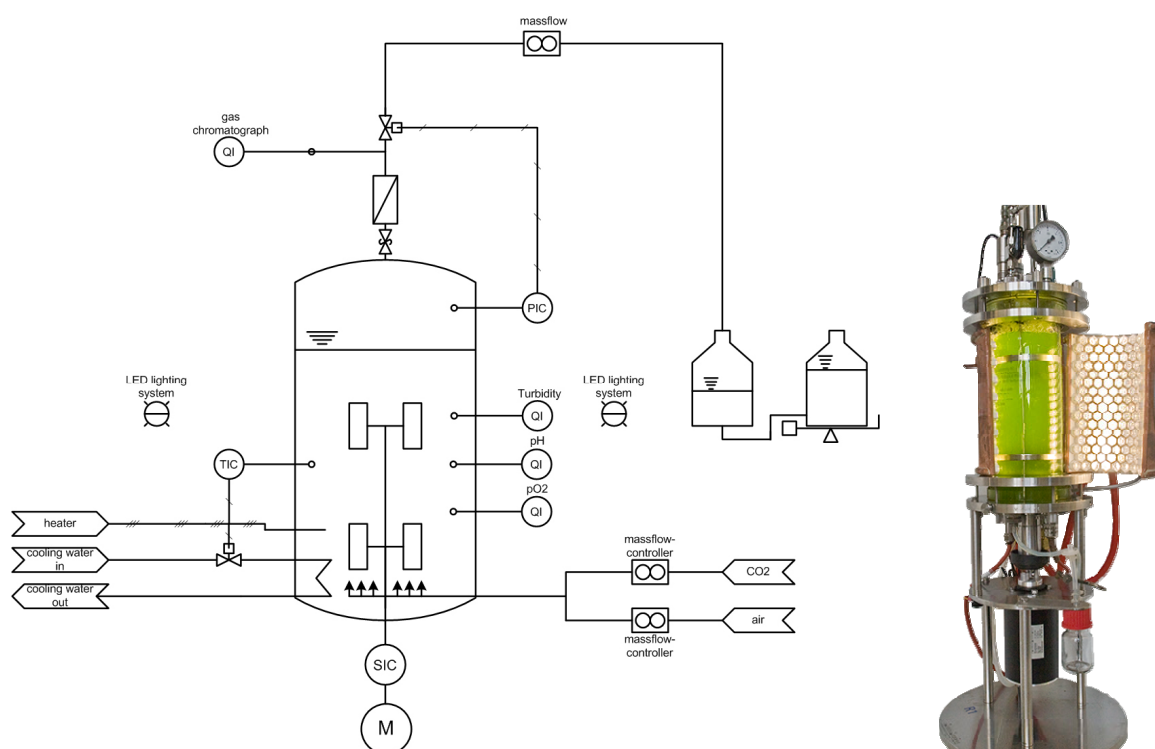 massflow
gas
chromatograph
QI
PIC
LED lighting
system
Turbidity
QI
LED lighting
system
pH
QI
TIC
pO2
QI
heater
cooling water
in
cooling water
out
massflow-
controller
CO2
air
massflow-
controller
SIC
M